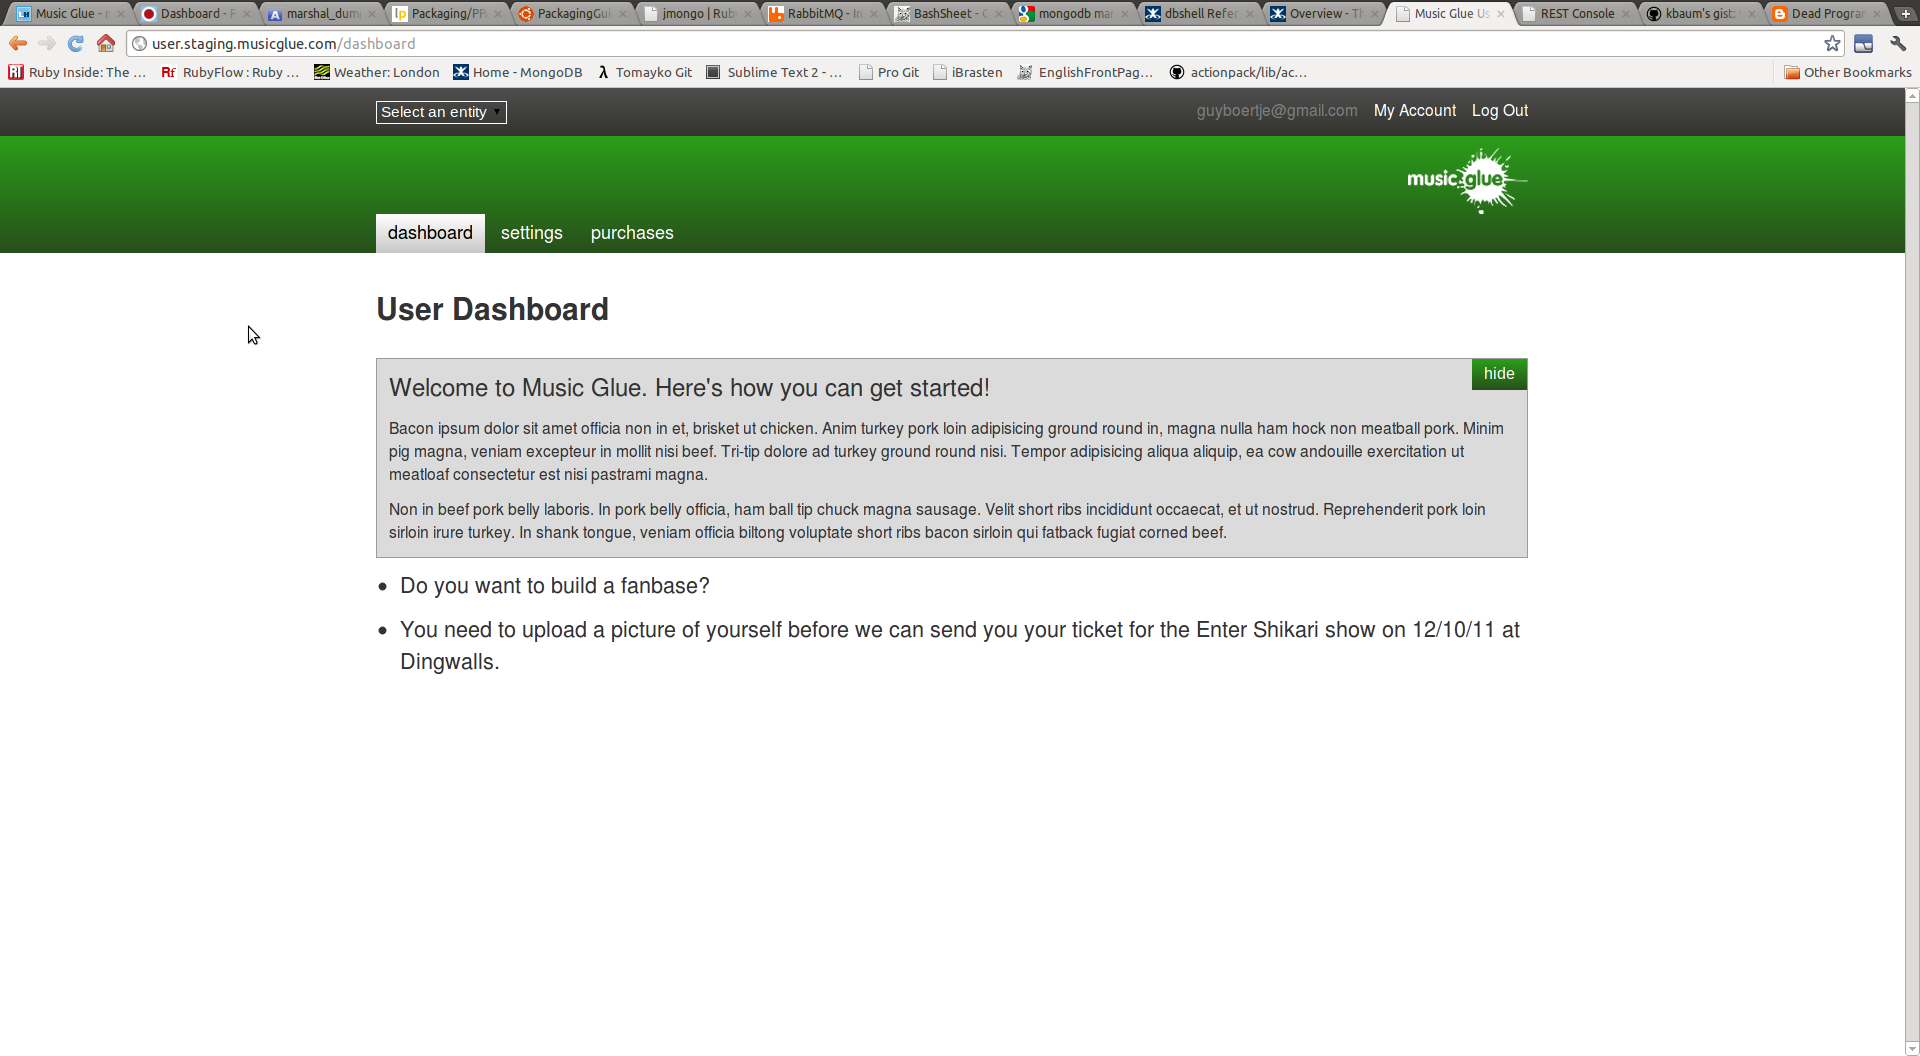 Music Glue - Dashboard - marshal_dum Packaging/PP PackagingGui jmongo | Rub RabbitMQ - In BashSheet - mongodb ma dbshell Refer Overview - Th Music Glue Us REST Console kbaum's gist Dead Progra
user.staging.musicglue.com/dashboard
Ruby Inside: The ... RubyFlow : Ruby ... Weather: London Home - MongoDB Tomayko Git Sublime Text 2 - ... Pro Git iBrasten EnglishFrontPag... actionpack/lib/ac... Other Bookmarks
Select an entity guyboertje@gmail.com My Account Log Out
music glue
dashboard settings purchases
User Dashboard
hide
Welcome to Music Glue. Here's how you can get started!
Bacon ipsum dolor sit amet officia non in et, brisket ut chicken. Anim turkey pork loin adipisicing ground round in, magna nulla ham hock non meatball pork. Minim
pig magna, veniam excepteur in mollit nisi beef. Tri-tip dolore ad turkey ground round nisi. Tempor adipisicing aliqua aliquip, ea cow andouille exercitation ut
meatloaf consectetur est nisi pastrami magna.
Non in beef pork belly laboris. In pork belly officia, ham ball tip chuck magna sausage. Velit short ribs incididunt occaecat, et ut nostrud. Reprehenderit pork loin
sirloin irure turkey. In shank tongue, veniam officia biltong voluptate short ribs bacon sirloin qui fatback fugiat corned beef.
• Do you want to build a fanbase?
• You need to upload a picture of yourself before we can send you your ticket for the Enter Shikari show on 12/10/11 at
Dingwalls.